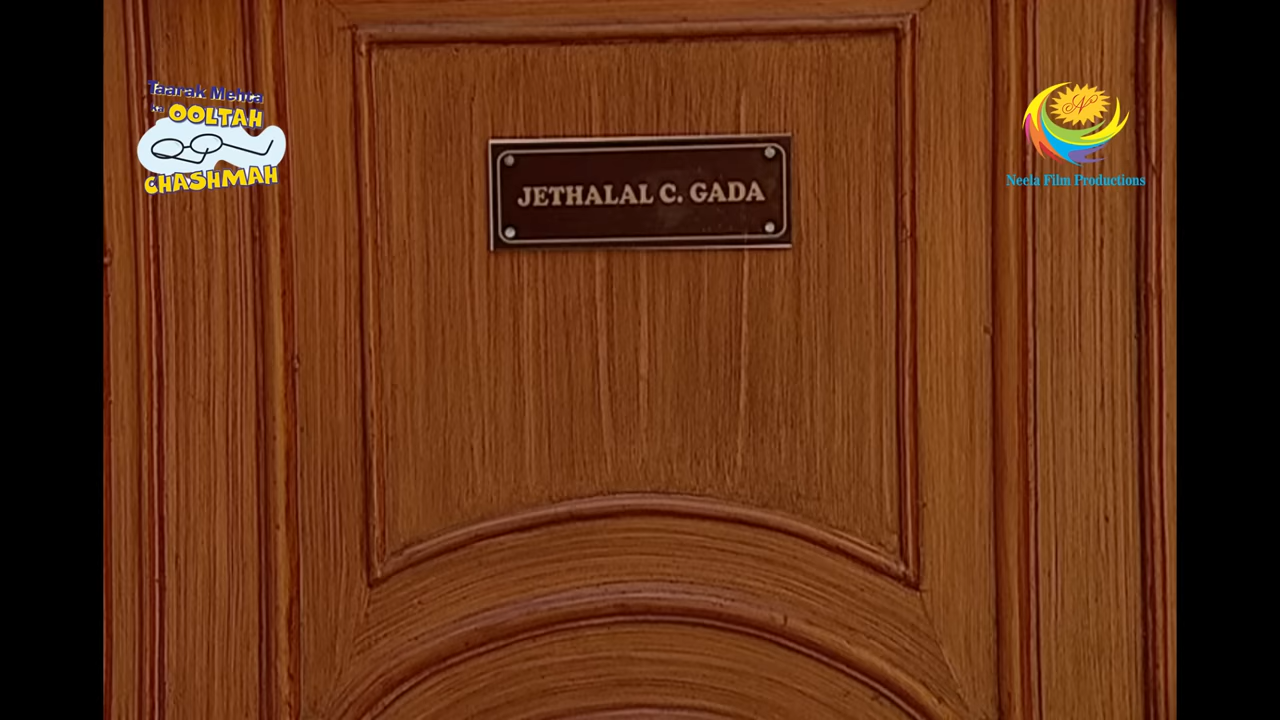 Taarak Mehta
ka OOLTAH
CHASHMAH
Neela Film Productions
JETHALAL C. GADA